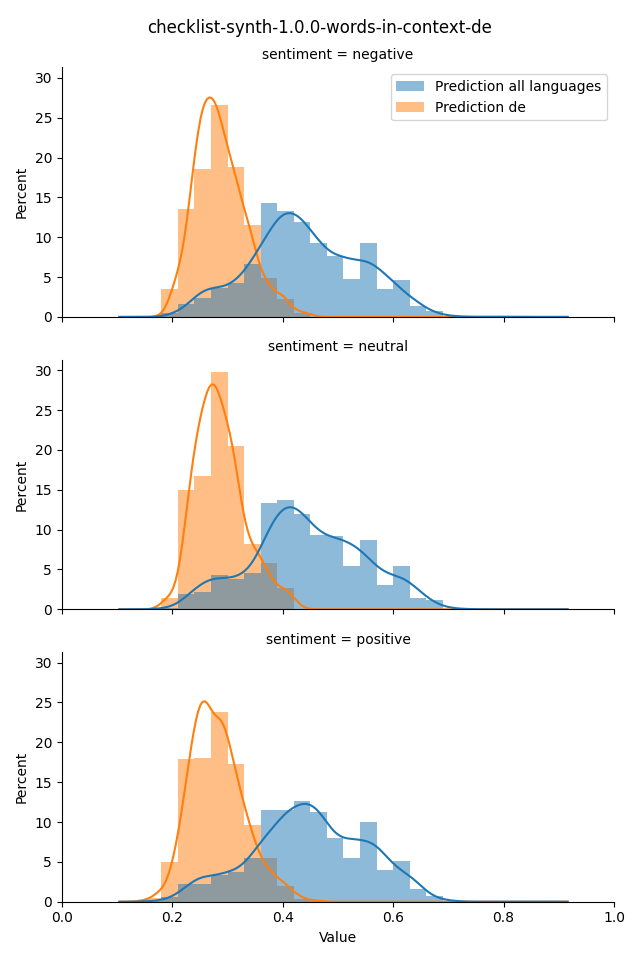 checklist-synth-1.0.0-words-in-context-de
sentiment = negative
Prediction all languages
Prediction de
Percent
30
25
20
15
10
5
0
sentiment = neutral
Percent
30
25
20
15
10
5
0
sentiment = positive
Percent
30
25
20
15
10
5
0
0.0 0.2 0.4 0.6 0.8 1.0
Value